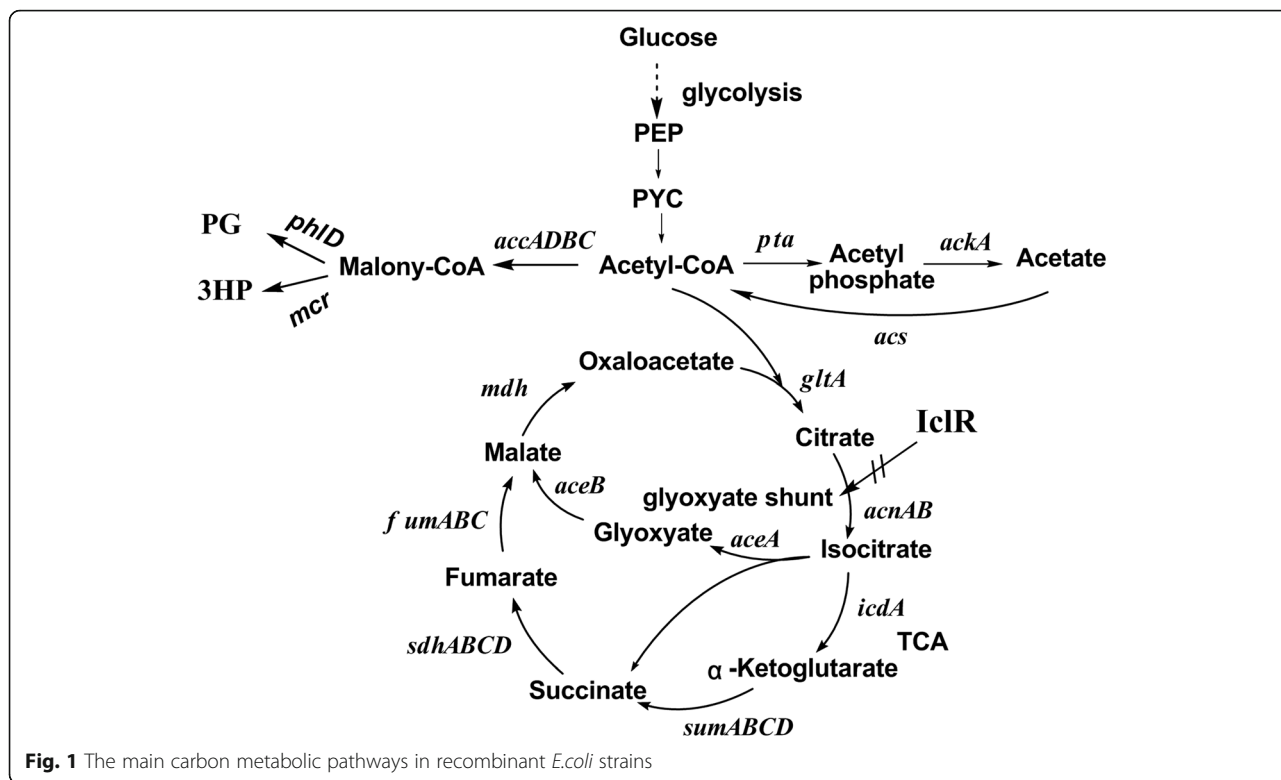 Glucose
glycolysis
PEP
PYC
PG
phlD
accADBC
pta
ackA
Malony-CoA
Acetyl-CoA
Acetyl
phosphate
Acetate
3HP
mcr
acs
Oxaloacetate
mdh
gltA
Citrate
IclR
Malate
aceB
glyoxyate shunt
acnAB
f umABC
Glyoxyate
aceA
Isocitrate
Fumarate
icdA
sdhABCD
TCA
α -Ketoglutarate
Succinate
sumABCD
Fig. 1 The main carbon metabolic pathways in recombinant E.coli strains